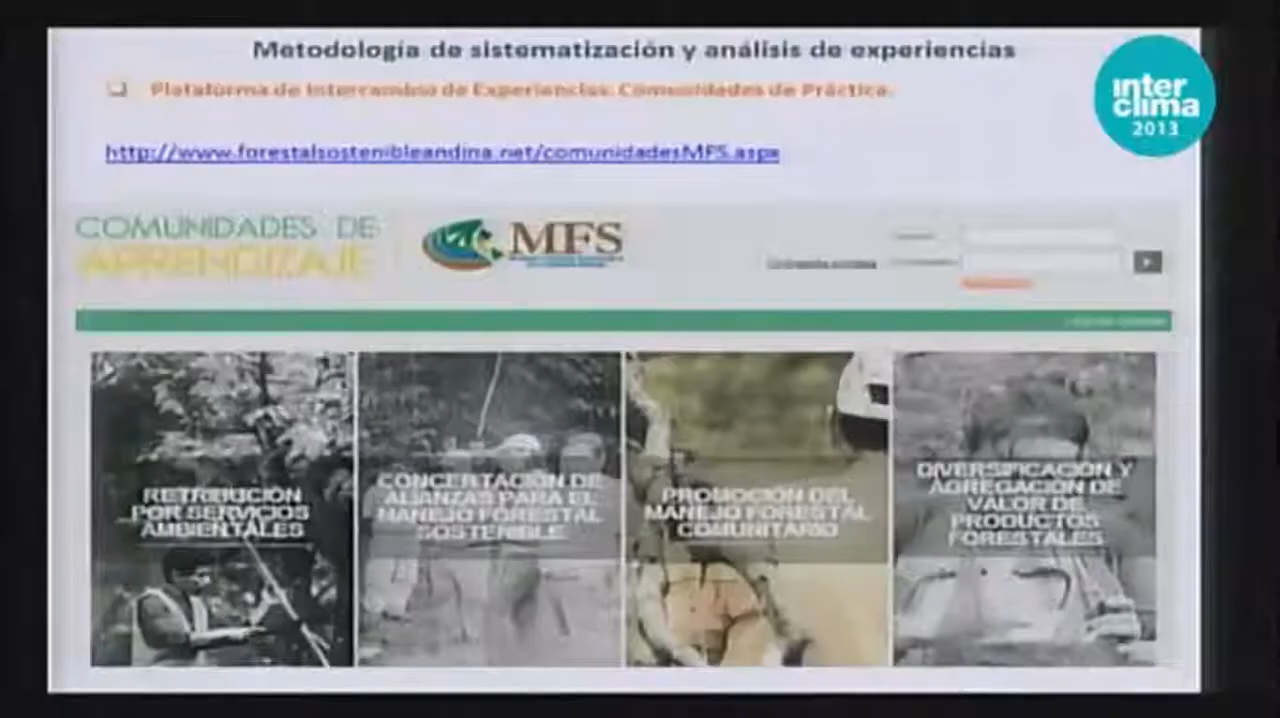 Metodología de sistematización y análisis de experiencias
Plataforma de Intercambio de Experiencias: Comunidades de Práctica.
http://www.forestalsostenibleandina.net/comunidadesMFS.aspx
inter
clima
2013
COMUNIDADES DE
APRENDIZAJE
MFS
RETRIBUCIÓN
POR SERVICIOS
AMBIENTALES
CONCERTACIÓN DE
ALIANZAS PARA EL
MANEJO FORESTAL
SOSTENIBLE
PROMOCIÓN DEL
MANEJO FORESTAL
COMUNITARIO
DIVERSIFICACIÓN Y
AGREGACIÓN DE
VALOR DE
PRODUCTOS
FORESTALES